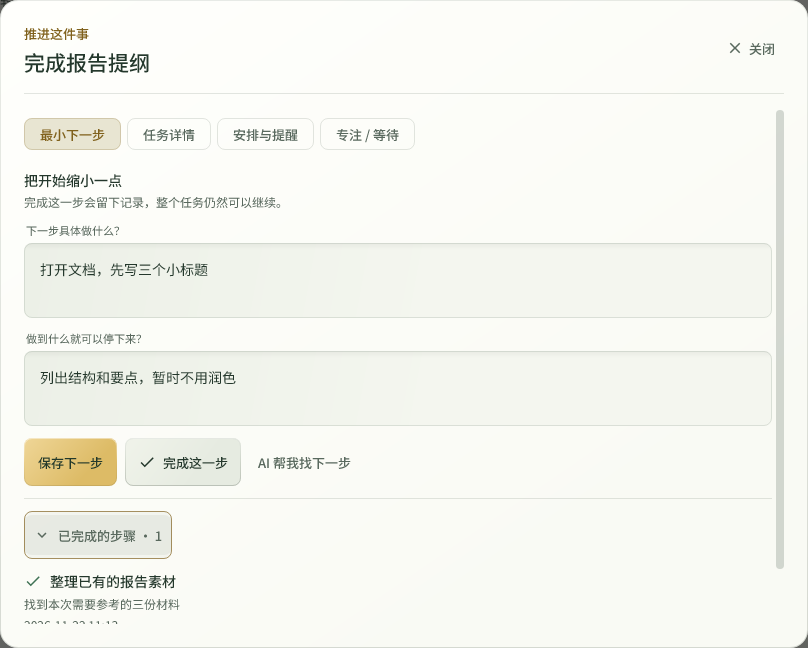 推进这件事
完成报告提纲
关闭
最小下一步
任务详情
安排与提醒
专注 / 等待
把开始缩小一点
完成这一步会留下记录，整个任务仍然可以继续。
下一步具体做什么？
打开文档，先写三个小标题
做到什么就可以停下来？
列出结构和要点，暂时不用润色
保存下一步
完成这一步
AI 帮我找下一步
已完成的步骤 · 1
整理已有的报告素材
找到本次需要参考的三份材料